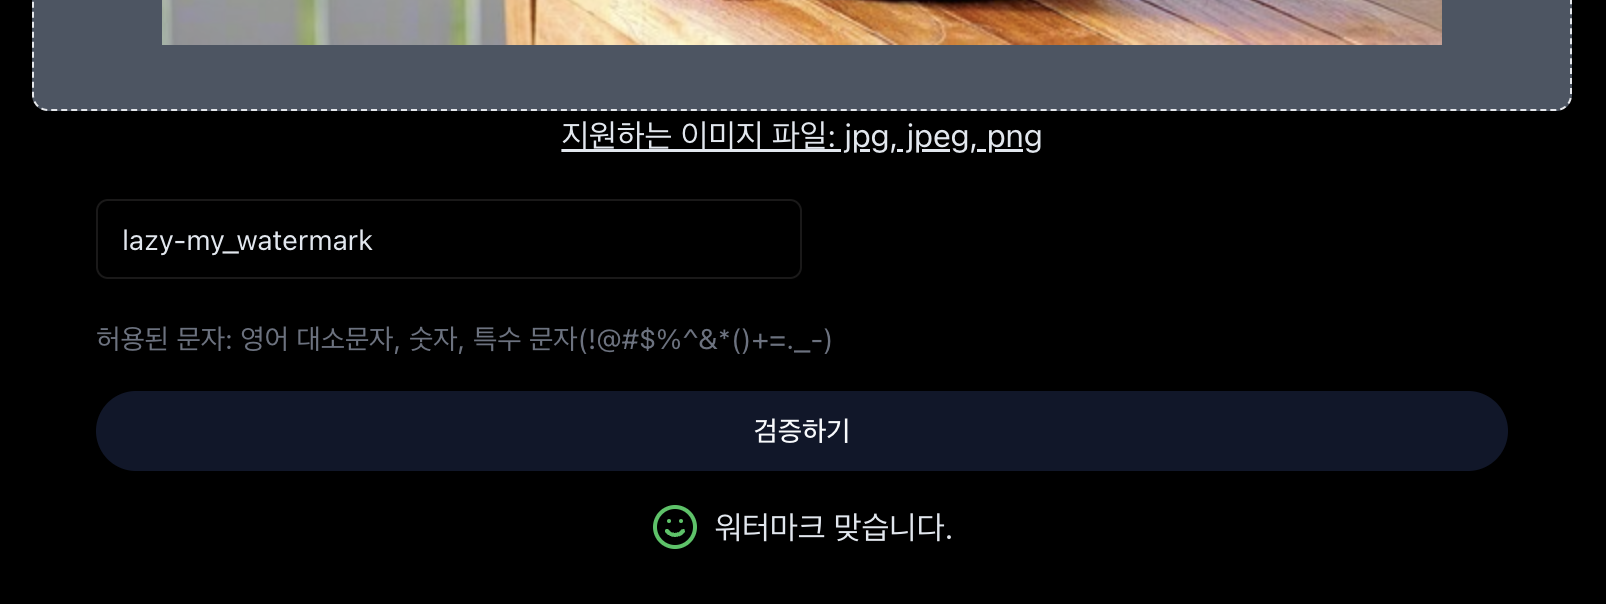 지원하는 이미지 파일: jpg, jpeg, png
lazy-my_watermark
허용된 문자: 영어 대소문자, 숫자, 특수 문자(!@#$%^&*()+=._-)
검증하기
워터마크 맞습니다.